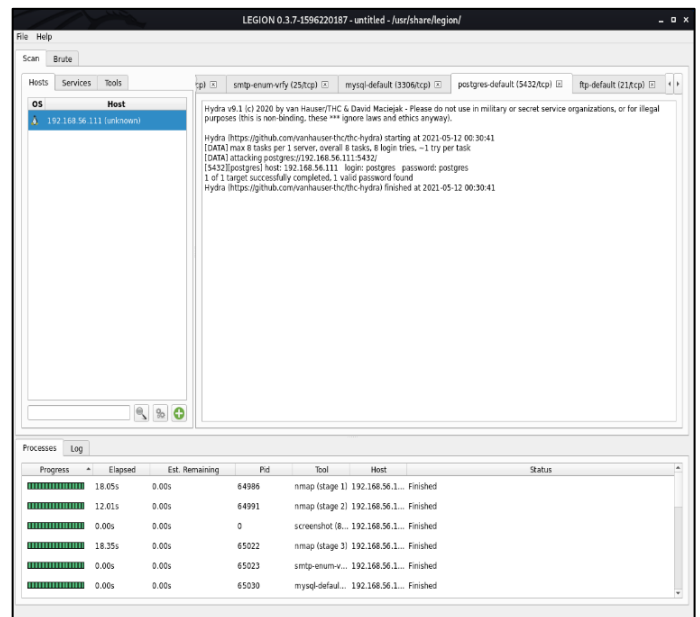 LEGION 0.3.7-1596220187 - untitled - /usr/share/legion/
File Help
Scan Brute
Hosts Services Tools
:p) smtp-enum-vrfy (25/tcp) mysql-default (3306/tcp) postgres-default (5432/tcp) ftp-default (21/tcp)
OS Host
192.168.56.111 (unknown)
Hydra v9.1 (c) 2020 by van Hauser/THC & David Maciejak - Please do not use in military or secret service organizations, or for illegal
purposes (this is non-binding, these *** ignore laws and ethics anyway).
Hydra (https://github.com/vanhauser-thc/thc-hydra) starting at 2021-05-12 00:30:41
[DATA] max 8 tasks per 1 server, overall 8 tasks, 8 login tries, ~1 try per task
[DATA] attacking postgres://192.168.56.111:5432/
[5432][postgres] host: 192.168.56.111 login: postgres password: postgres
1 of 1 target successfully completed, 1 valid password found
Hydra (https://github.com/vanhauser-thc/thc-hydra) finished at 2021-05-12 00:30:41
Processes Log
Progress Elapsed Est. Remaining Pid Tool Host Status
18.05s 0.00s 64986 nmap (stage 1) 192.168.56.1... Finished
12.01s 0.00s 64991 nmap (stage 2) 192.168.56.1... Finished
0.00s 0.00s 0 screenshot (8... 192.168.56.1... Finished
18.35s 0.00s 65022 nmap (stage 3) 192.168.56.1... Finished
0.00s 0.00s 65023 smtp-enum-v... 192.168.56.1... Finished
0.00s 0.00s 65030 mysql-defaul... 192.168.56.1... Finished